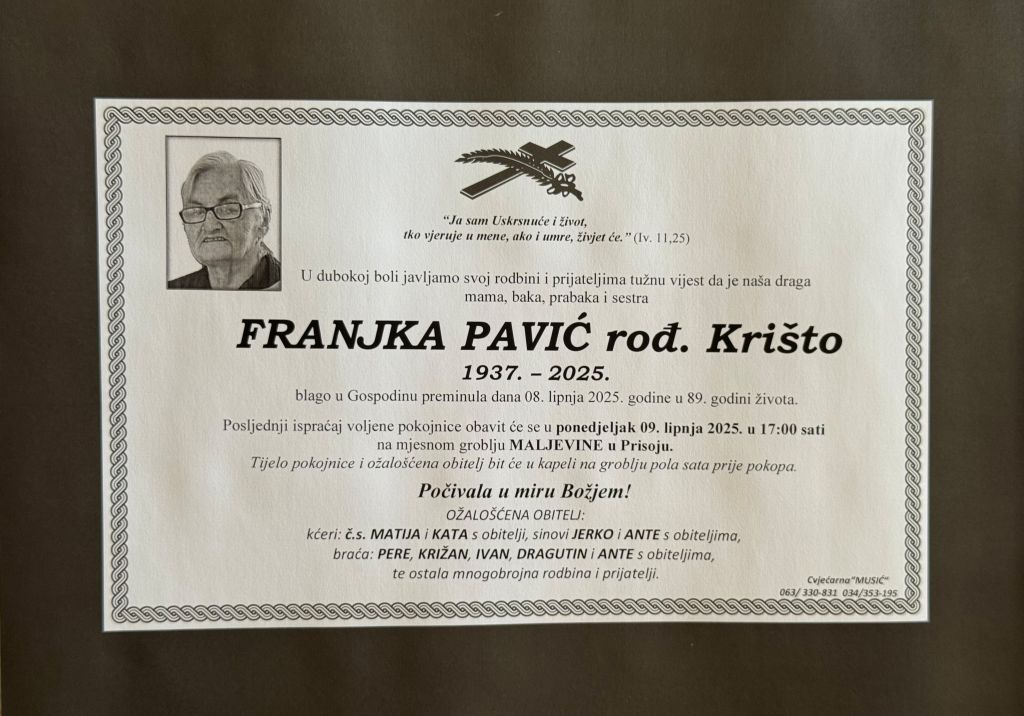 “Ja sam Uskrsnuće i život,
tko vjeruje u mene, ako i umre, živjet će.” (Iv. 11,25)
U dubokoj boli javljamo svoj rodbini i prijateljima tužnu vijest da je naša draga
mama, baka, prabaka i sestra
FRANJKA PAVIĆ rođ. Krišto
1937. – 2025.
blago u Gospodinu preminula dana 08. lipnja 2025. godine u 89. godini života.
Posljednji ispraćaj voljene pokojnice obavit će se u ponedjeljak 09. lipnja 2025. u 17:00 sati
na mjesnom groblju MALJEVINE u Prisoju.
Tijelo pokojnice i ožalošćena obitelj bit će u kapeli na groblju pola sata prije pokopa.
Počivala u miru Božjem!
OŽALOŠĆENA OBITELJ:
kćeri: č.s. MATIJA i KATA s obitelji, sinovi JERKO i ANTE s obiteljima,
braća: PERE, KRIŽAN, IVAN, DRAGUTIN i ANTE s obiteljima,
te ostala mnogobrojna rodbina i prijatelji.
Cvjećarna“MUSIĆ“
063/ 330-831 034/353-195